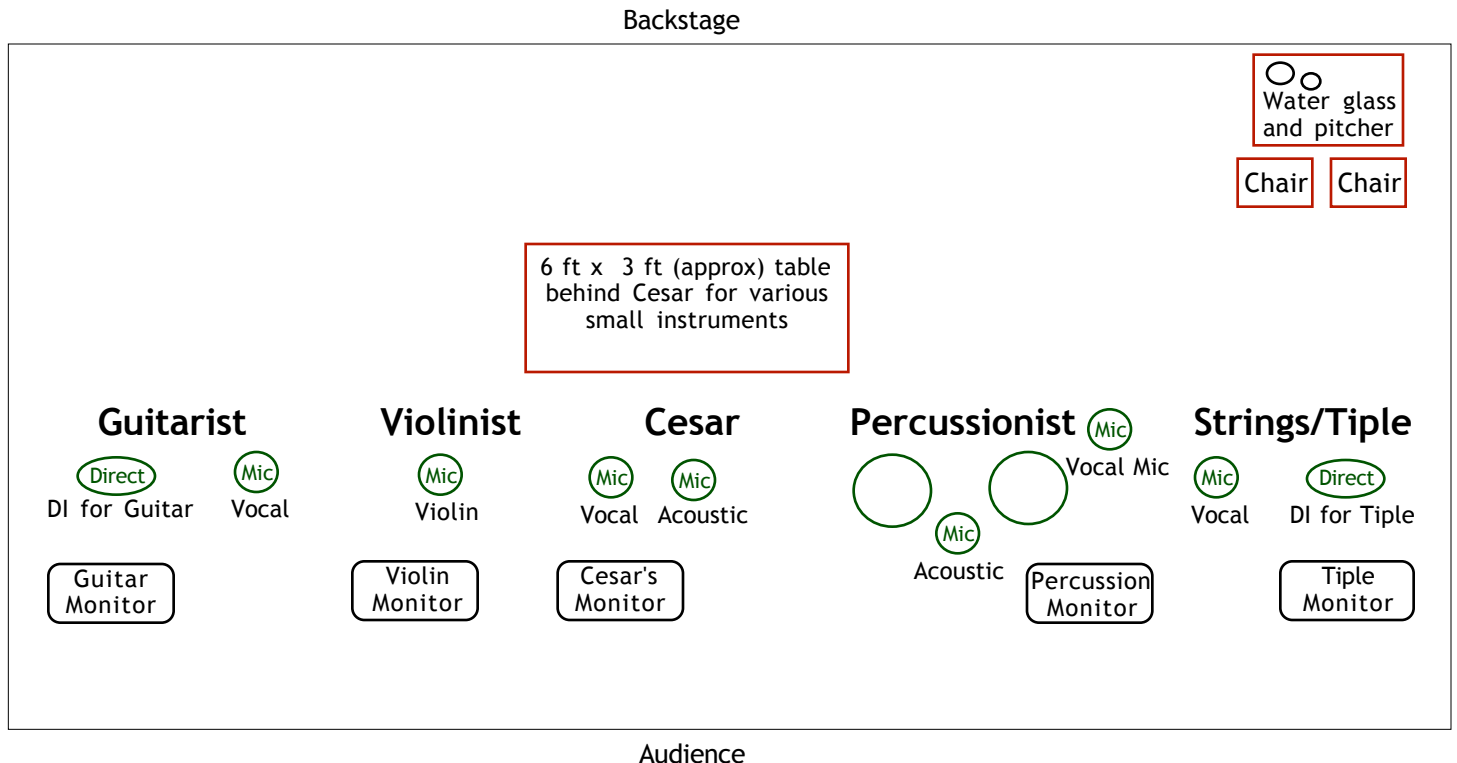 Backstage
Water glass
and pitcher
Chair Chair
6 ft x 3 ft (approx) table
behind Cesar for various
small instruments
Guitarist Violinist Cesar Percussionist Strings/Tiple
Mic
Vocal Mic
Direct Mic Mic Mic Mic Mic Direct
DI for Guitar Vocal Violin Vocal Acoustic Vocal DI for Tiple
Mic
Acoustic
Guitar
Monitor
Violin
Monitor
Cesar's
Monitor
Percussion
Monitor
Tiple
Monitor
Audience